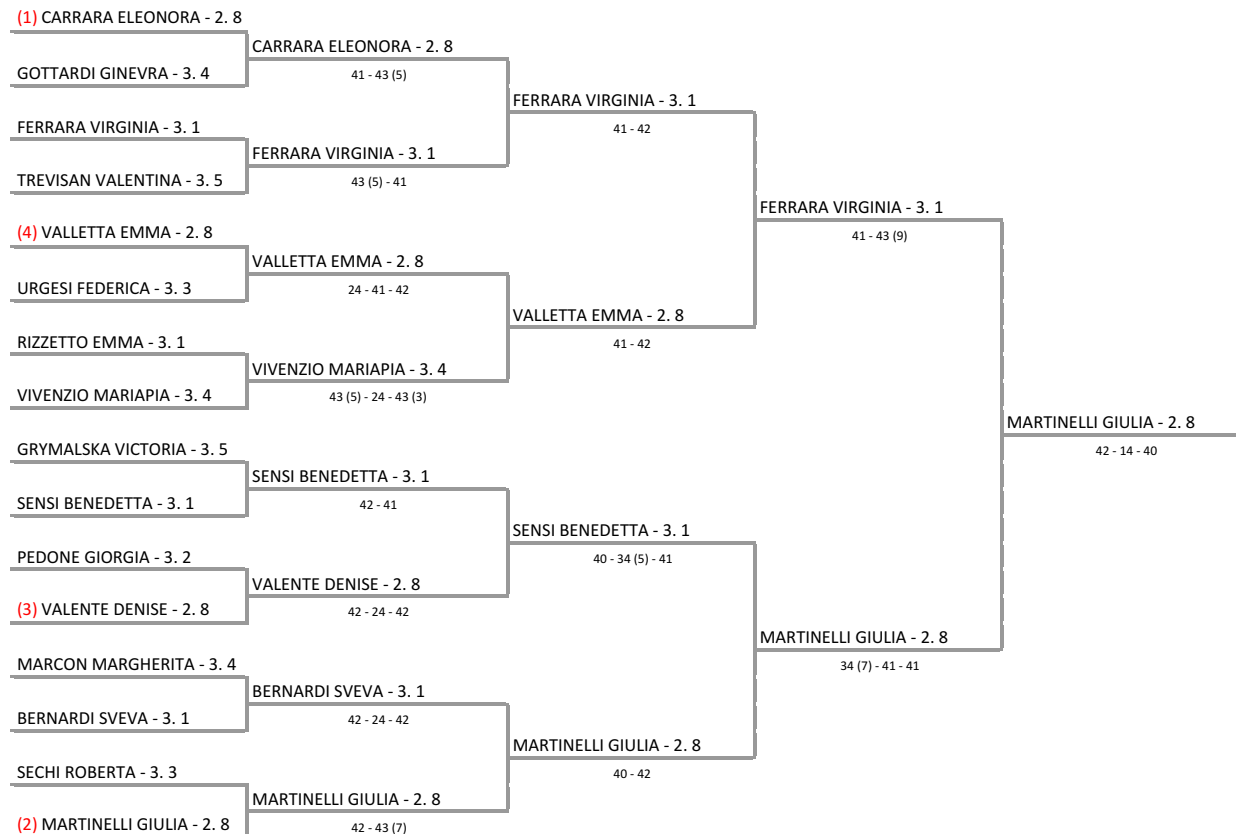 (1) CARRARA ELEONORA - 2. 8
GOTTARDI GINEVRA - 3. 4
FERRARA VIRGINIA - 3. 1
TREVISAN VALENTINA - 3. 5
(4) VALLETTA EMMA - 2. 8
URGESI FEDERICA - 3. 3
RIZZETTO EMMA - 3. 1
VIVENZIO MARIAPIA - 3. 4
GRYMALSKA VICTORIA - 3. 5
SENSI BENEDETTA - 3. 1
PEDONE GIORGIA - 3. 2
(3) VALENTE DENISE - 2. 8
MARCON MARGHERITA - 3. 4
BERNARDI SVEVA - 3. 1
SECHI ROBERTA - 3. 3
(2) MARTINELLI GIULIA - 2. 8
CARRARA ELEONORA - 2. 8
41 - 43 (5)
FERRARA VIRGINIA - 3. 1
43 (5) - 41
VALLETTA EMMA - 2. 8
24 - 41 - 42
VIVENZIO MARIAPIA - 3. 4
43 (5) - 24 - 43 (3)
SENSI BENEDETTA - 3. 1
42 - 41
VALENTE DENISE - 2. 8
42 - 24 - 42
BERNARDI SVEVA - 3. 1
42 - 24 - 42
MARTINELLI GIULIA - 2. 8
42 - 43 (7)
FERRARA VIRGINIA - 3. 1
41 - 42
VALLETTA EMMA - 2. 8
41 - 42
SENSI BENEDETTA - 3. 1
40 - 34 (5) - 41
MARTINELLI GIULIA - 2. 8
40 - 42
FERRARA VIRGINIA - 3. 1
41 - 43 (9)
MARTINELLI GIULIA - 2. 8
34 (7) - 41 - 41
MARTINELLI GIULIA - 2. 8
42 - 14 - 40